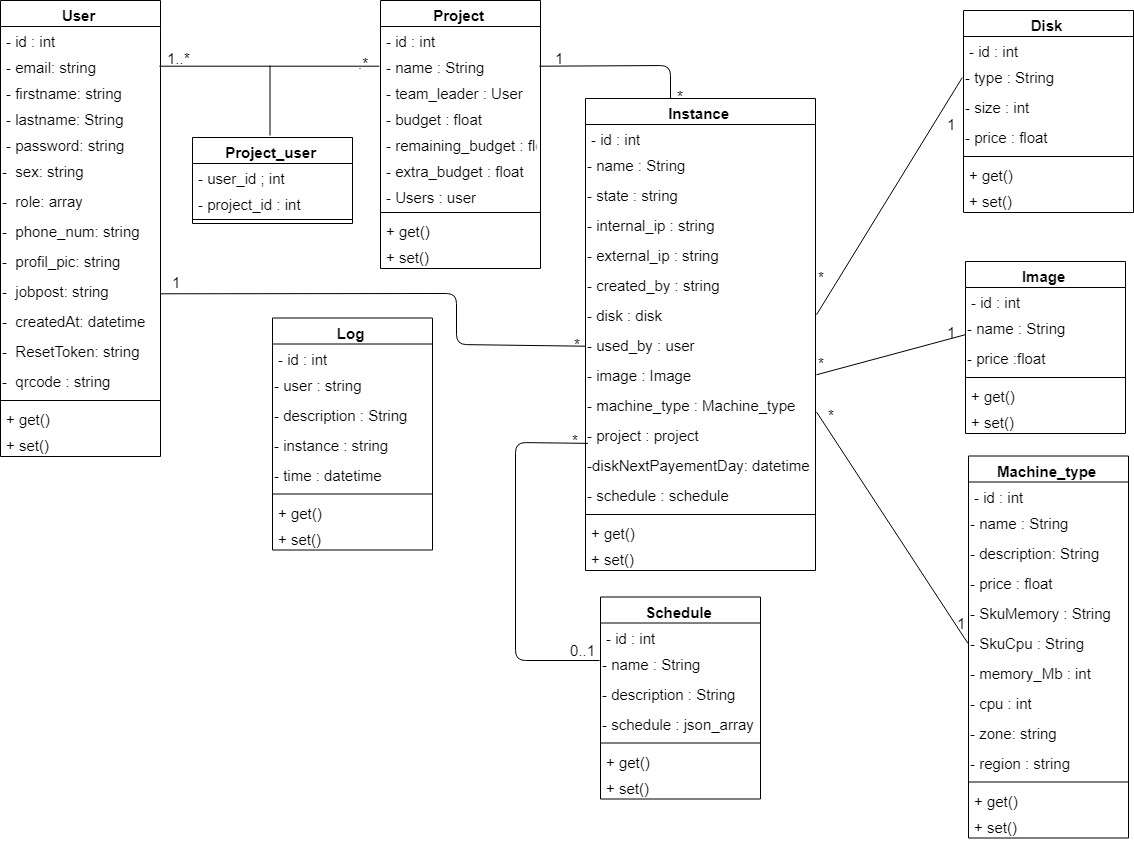 User
- id : int
- email: string
- firstname: string
- lastname: String
- password: string
- sex: string
- role: array
- phone_num: string
- profil_pic: string
- jobpost: string
- createdAt: datetime
- ResetToken: string
- qrcode : string
+ get()
+ set()
1..*
*
Project
- id : int
- name : String
- team_leader : User
- budget : float
- remaining_budget : fl
- extra_budget : float
- Users : user
+ get()
+ set()
Project_user
- user_id ; int
- project_id : int
1
*
1
*
Instance
- id : int
- name : String
- state : string
- internal_ip : string
- external_ip : string
- created_by : string
- disk : disk
- used_by : user
- image : Image
- machine_type : Machine_type
- project : project
-diskNextPayementDay: datetime
- schedule : schedule
+ get()
+ set()
Log
- id : int
- user : string
- description : String
- instance : string
- time : datetime
+ get()
+ set()
*
0..1
Schedule
- id : int
- name : String
- description : String
- schedule : json_array
+ get()
+ set()
Disk
- id : int
- type : String
- size : int
- price : float
+ get()
+ set()
1
*
Image
- id : int
- name : String
- price :float
+ get()
+ set()
1
*
*
1
Machine_type
- id : int
- name : String
- description: String
- price : float
- SkuMemory : String
- SkuCpu : String
- memory_Mb : int
- cpu : int
- zone: string
- region : string
+ get()
+ set()